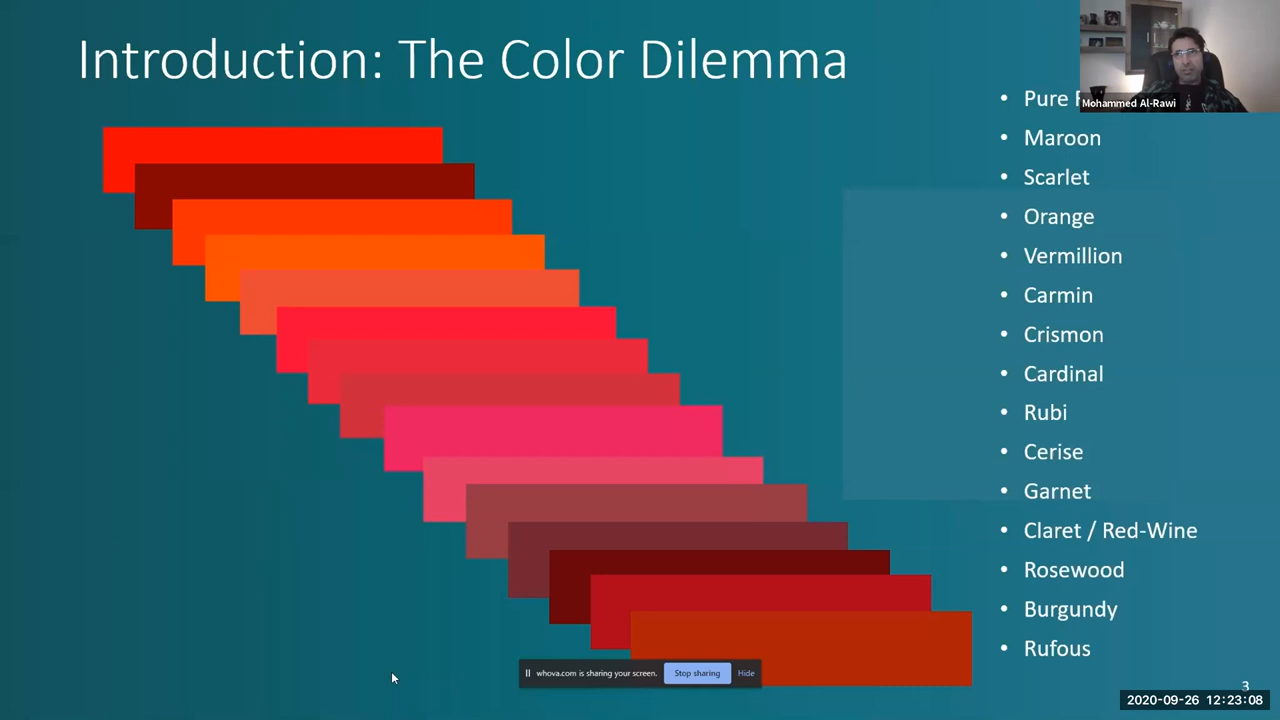 Introduction: The Color Dilemma
Mohammed Al-Rawi
• Pure
• Maroon
• Scarlet
• Orange
• Vermillion
• Carmin
• Crismon
• Cardinal
• Rubi
• Cerise
• Garnet
• Claret / Red-Wine
• Rosewood
• Burgundy
• Rufous
whova.com is sharing your screen. Stop sharing Hide
3
2020-09-26 12:23:08